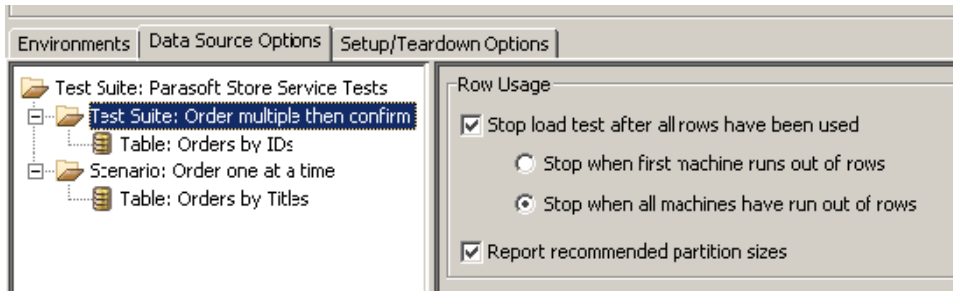 Environments Data Source Options Setup/Teardown Options
Test Suite: Parasoft Store Service Tests
Test Suite: Order multiple then confirm
Table: Orders by IDs
Scenario: Order one at a time
Table: Orders by Titles
Row Usage
Stop load test after all rows have been used
Stop when first machine runs out of rows
Stop when all machines have run out of rows
Report recommended partition sizes